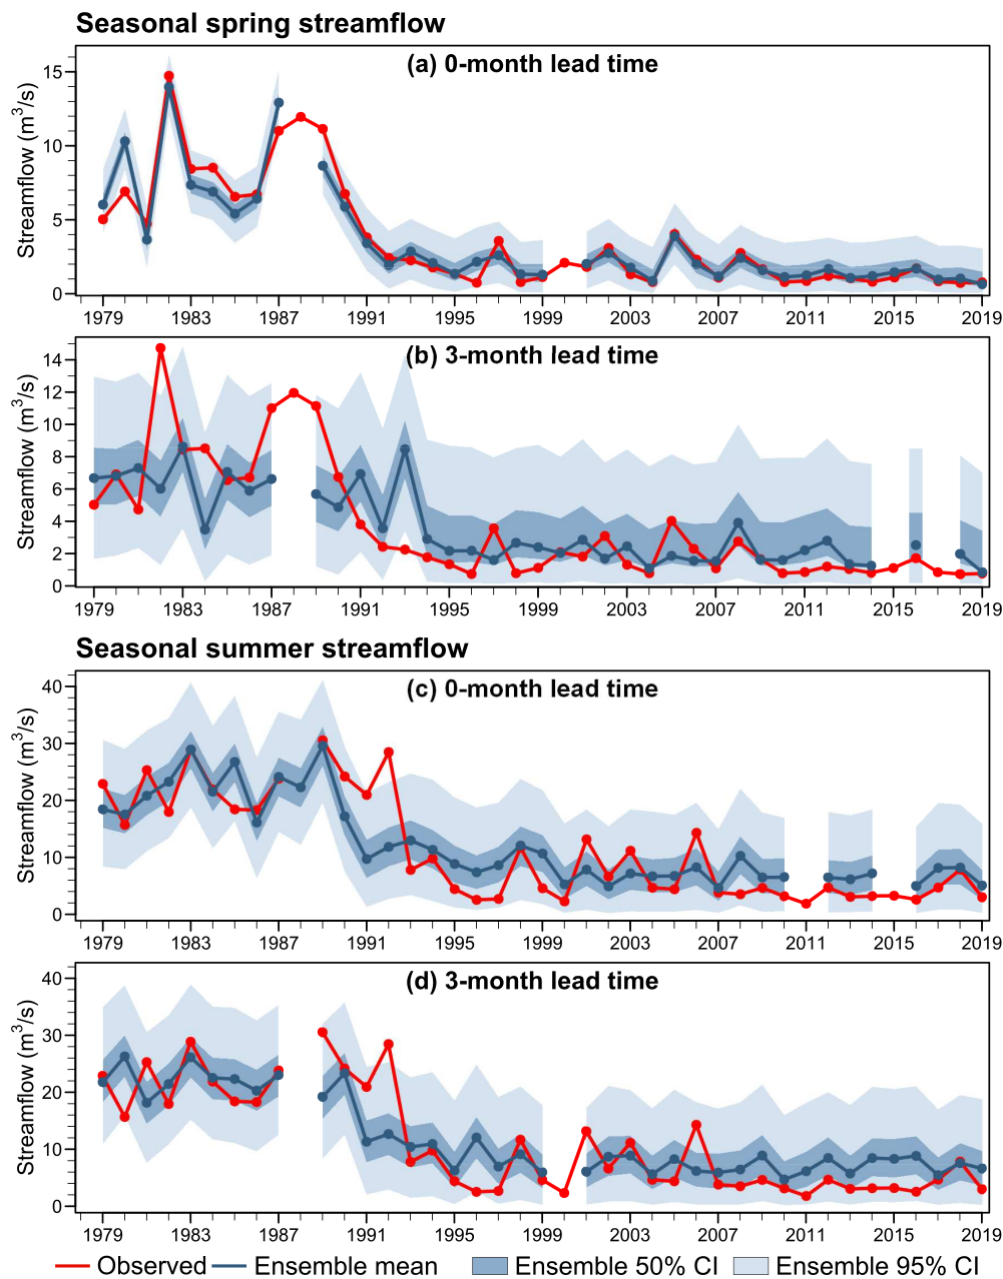 Seasonal spring streamflow
(a) 0-month lead time
Streamflow (m³/s)
15
10
5
0
1979 1983 1987 1991 1995 1999 2003 2007 2011 2015 2019
(b) 3-month lead time
Streamflow (m³/s)
14
12
10
8
6
4
2
0
1979 1983 1987 1991 1995 1999 2003 2007 2011 2015 2019
Seasonal summer streamflow
(c) 0-month lead time
Streamflow (m³/s)
40
30
20
10
0
1979 1983 1987 1991 1995 1999 2003 2007 2011 2015 2019
(d) 3-month lead time
Streamflow (m³/s)
40
30
20
10
0
1979 1983 1987 1991 1995 1999 2003 2007 2011 2015 2019
Observed Ensemble mean Ensemble 50% CI Ensemble 95% CI